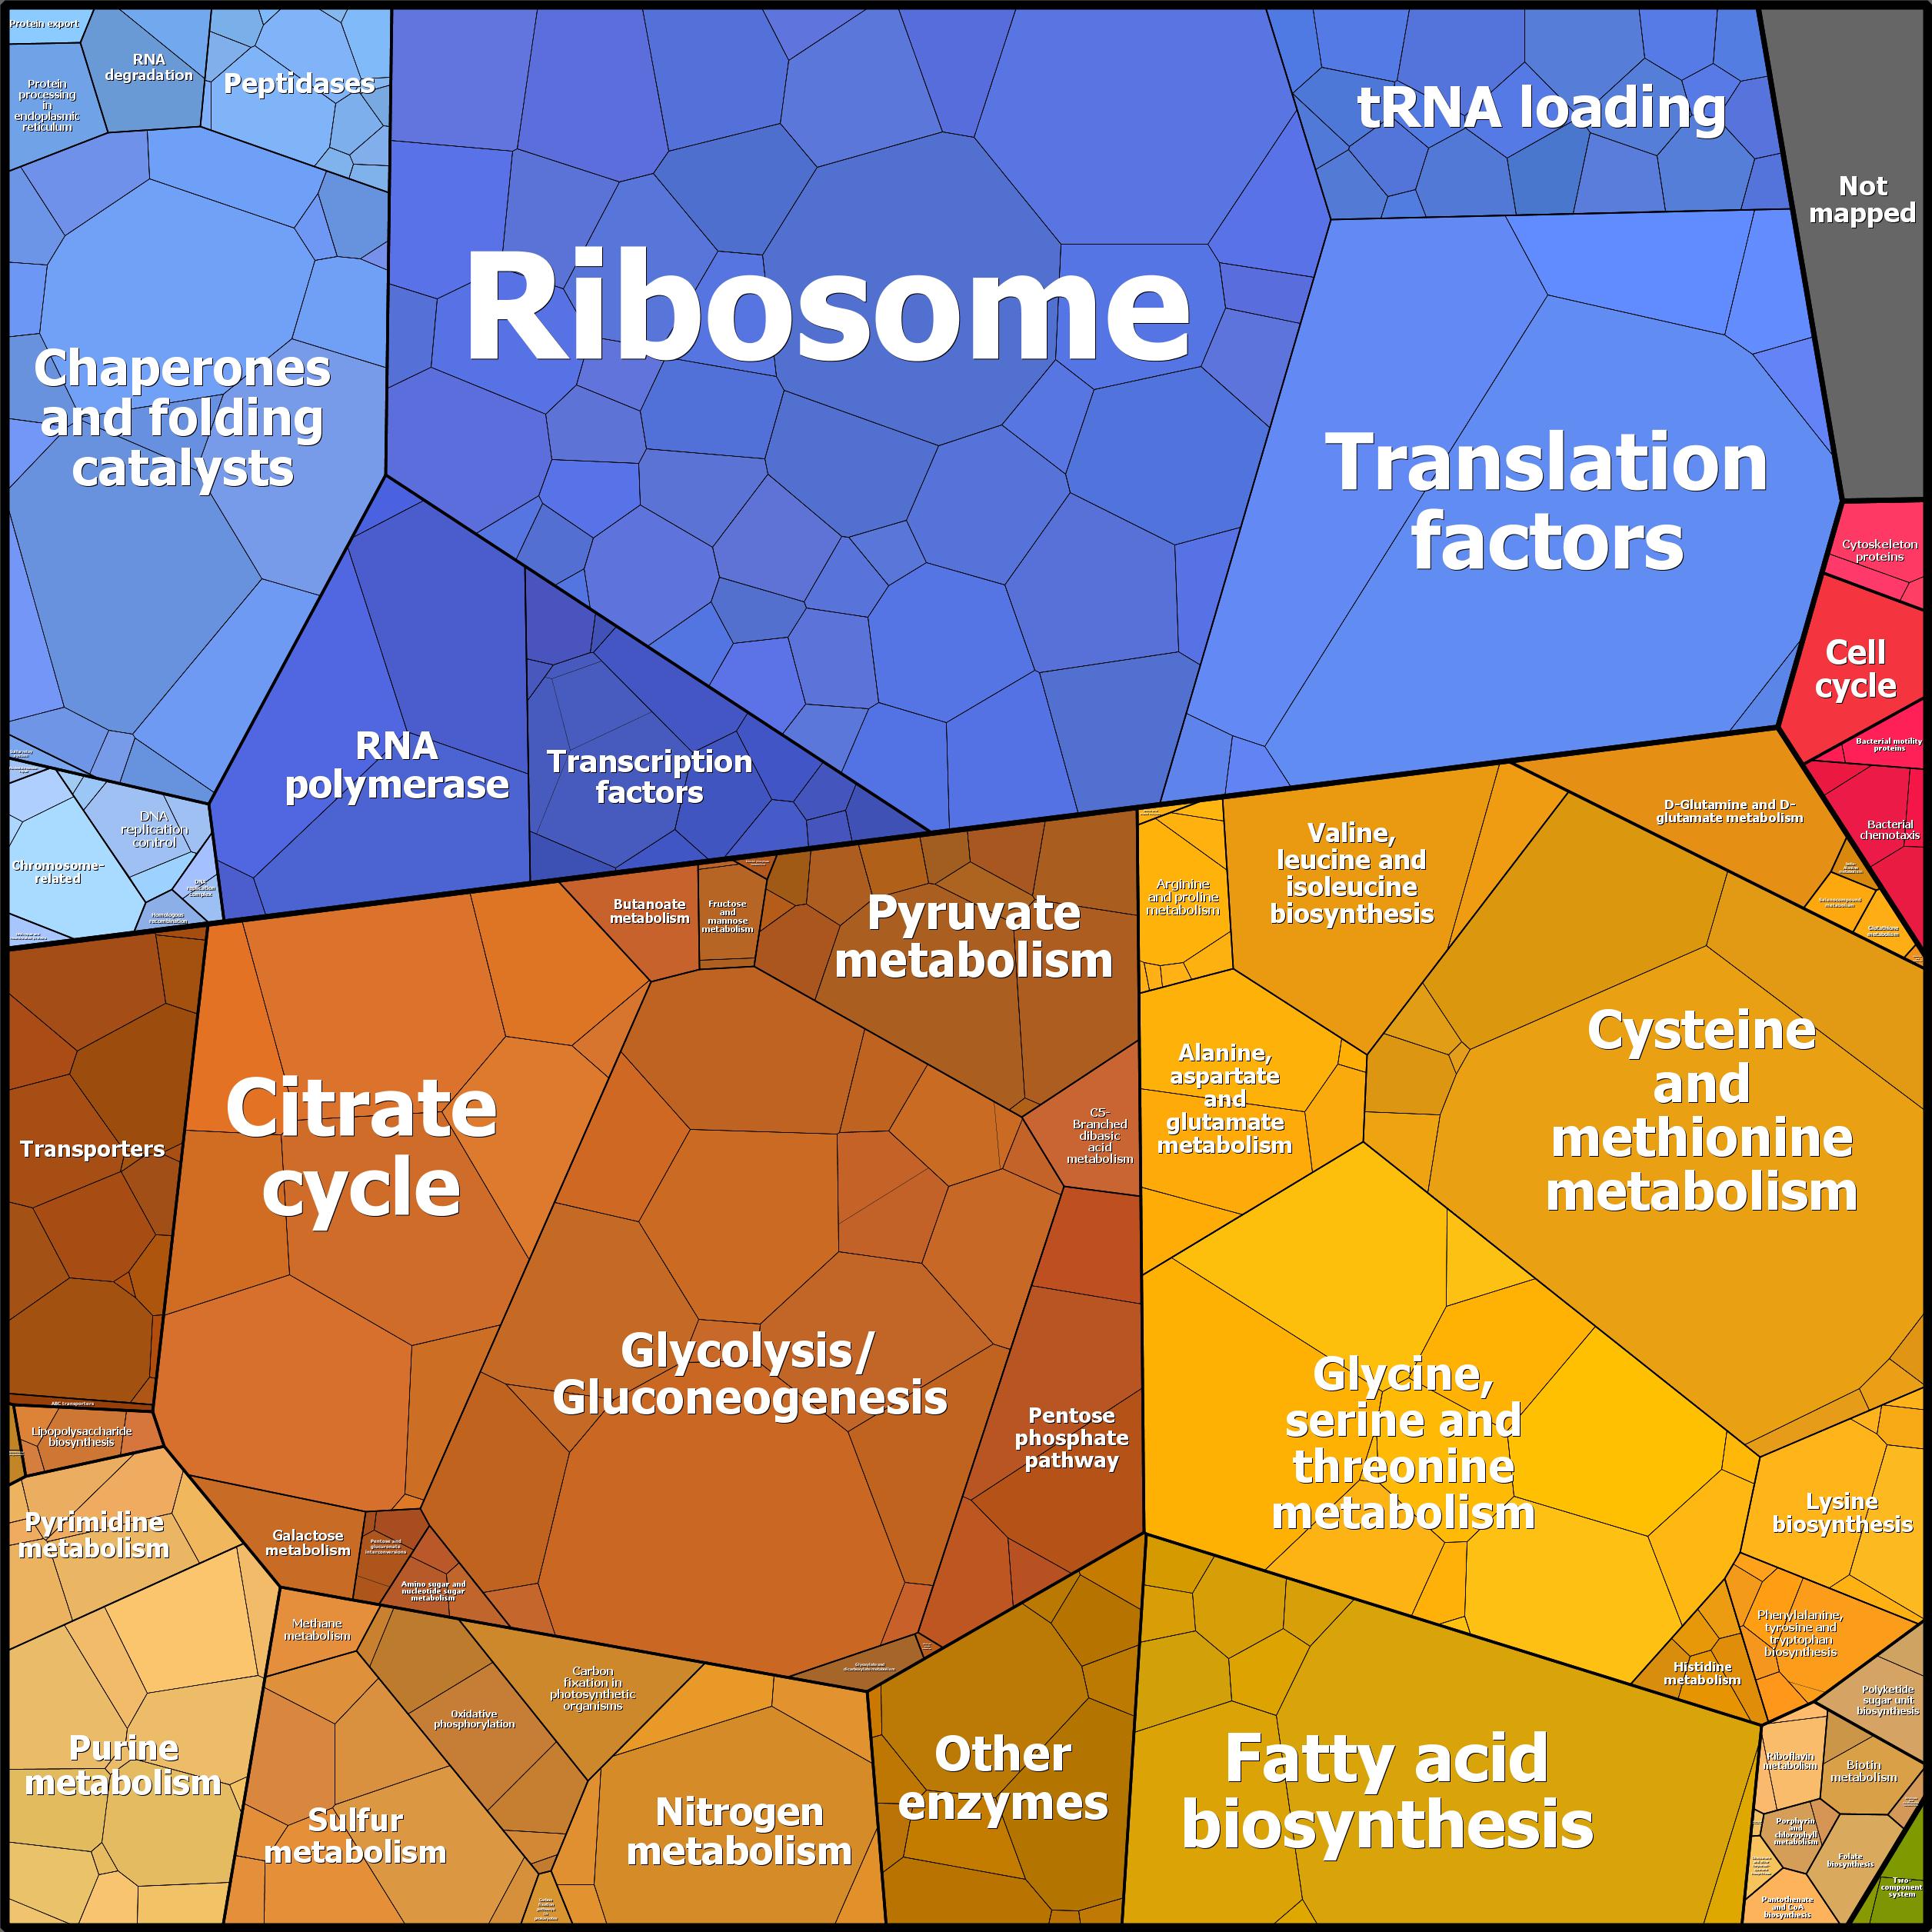 Protein export
RNA
degradation
Peptidases
Protein
processing
in
endoplasmic
reticulum
tRNA loading
Not
mapped
Ribosome
Chaperones
and folding
catalysts
Translation
factors
Cytoskeleton
proteins
Cell
cycle
Bacterial motility
proteins
Bacterial
chemotaxis
RNA
polymerase
Transcription
factors
DNA
replication
control
Chromosome-
related
Homologous
recombination
D-Glutamine and D-
glutamate metabolism
Valine,
leucine and
isoleucine
biosynthesis
Arginine
and proline
metabolism
Butanoate
metabolism
Fructose
and
mannose
metabolism
Pyruvate
metabolism
Cysteine
and
methionine
metabolism
Alanine,
aspartate
and
glutamate
metabolism
C5-
Branched
dibasic
acid
metabolism
Transporters
Citrate
cycle
Glycolysis/
Gluconeogenesis
Pentose
phosphate
pathway
Glycine,
serine and
threonine
metabolism
ABC transporters
Lipopolysaccharide
biosynthesis
Pyrimidine
metabolism
Galactose
metabolism
Pentose and
glucuronate
interconversions
Amino sugar and
nucleotide sugar
metabolism
Lysine
biosynthesis
Phenylalanine,
tyrosine and
tryptophan
biosynthesis
Histidine
metabolism
Methane
metabolism
Carbon
fixation in
photosynthetic
organisms
Oxidative
phosphorylation
Polyketide
sugar unit
biosynthesis
Purine
metabolism
Sulfur
metabolism
Nitrogen
metabolism
Other
enzymes
Fatty acid
biosynthesis
Riboflavin
metabolism
Biotin
metabolism
Porphyrin
and
chlorophyll
metabolism
Folate
biosynthesis
Pantothenate
and CoA
biosynthesis
Two-
component
system